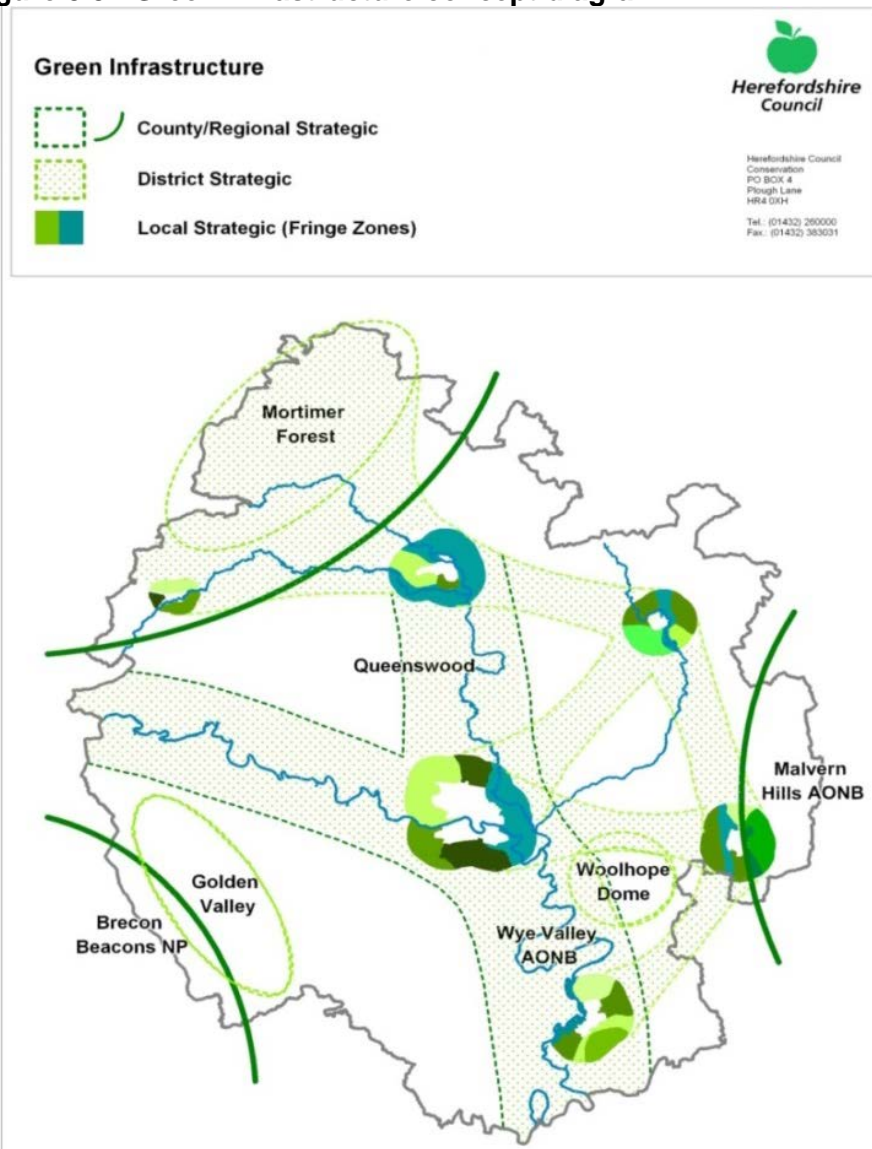 Green Infrastructure
County/Regional Strategic
District Strategic
Local Strategic (Fringe Zones)
Herefordshire
Council
Herefordshire Council
Conservation
PO BOX 4
Plough Lane
HR4 0XH
Tel.: (01432) 260000
Fax.: (01432) 383031
Mortimer
Forest
Queenswood
Malvern
Hills AONB
Golden
Valley
Woolhope
Dome
Brecon
Beacons NP
Wye Valley
AONB